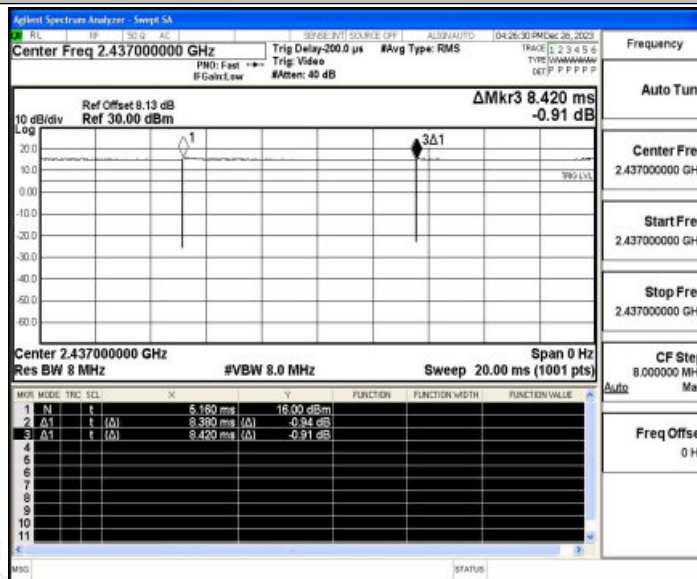 Agilent Spectrum Analyzer - Swept SA
RL RF 50 Ω AC SENSE:INT SOURCE OFF ALIGNAUTO 04:26:30 PM Dec 26, 2023
Center Freq 2.437000000 GHz Trig Delay-200.0 µs #Avg Type: RMS TRACE 1 2 3 4 5 6
PNO: Fast Trig: Video TYPE WWWWWW
IFGain:Low #Atten: 40 dB DET P P P P P P
Frequency
Auto Tun
ΔMkr3 8.420 ms
-0.91 dB
Ref Offset 8.13 dB
10 dB/div Ref 30.00 dBm
Log
1
3Δ1
20.0
10.0
TRIG LVL
0.00
-10.0
-20.0
-30.0
-40.0
-50.0
-60.0
Center Fre
2.437000000 GH
Start Fre
2.437000000 GH
Stop Fre
2.437000000 GH
Center 2.437000000 GHz Span 0 Hz
Res BW 8 MHz #VBW 8.0 MHz Sweep 20.00 ms (1001 pts)
CF Ste
8.000000 MH
Auto Ma
Freq Offse
0 H
MKR MODE TRC SCL X Y FUNCTION FUNCTION WIDTH FUNCTION VALUE
1 N t 5.160 ms 16.00 dBm
2 Δ1 t (Δ) 8.380 ms (Δ) -0.94 dB
3 Δ1 t (Δ) 8.420 ms (Δ) -0.91 dB
4
5
6
7
8
9
10
11
MSG STATUS